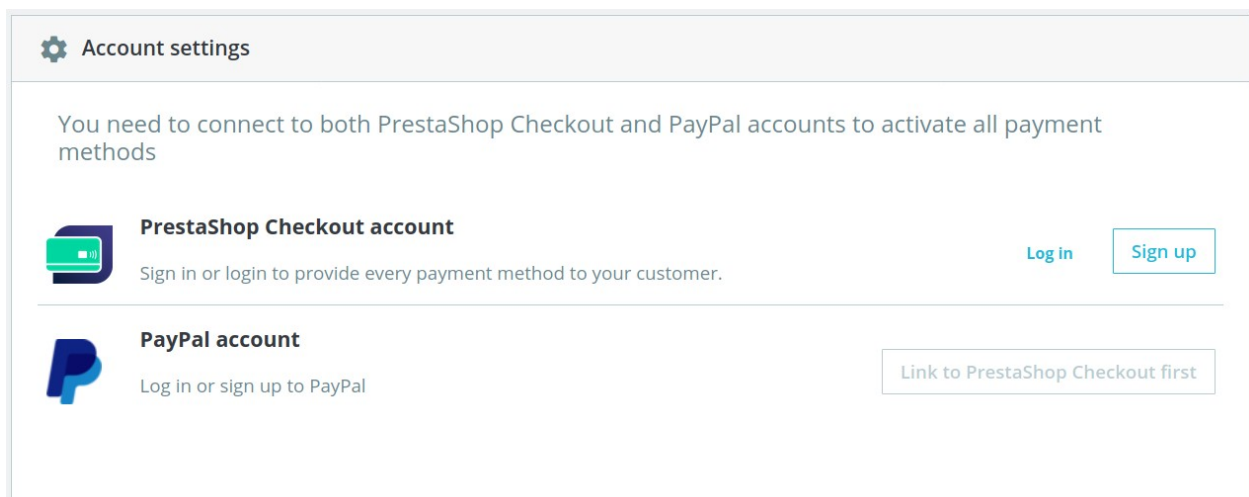 Account settings
You need to connect to both PrestaShop Checkout and PayPal accounts to activate all payment
methods
PrestaShop Checkout account
Sign in or login to provide every payment method to your customer.
Log in
Sign up
PayPal account
Log in or sign up to PayPal
Link to PrestaShop Checkout first